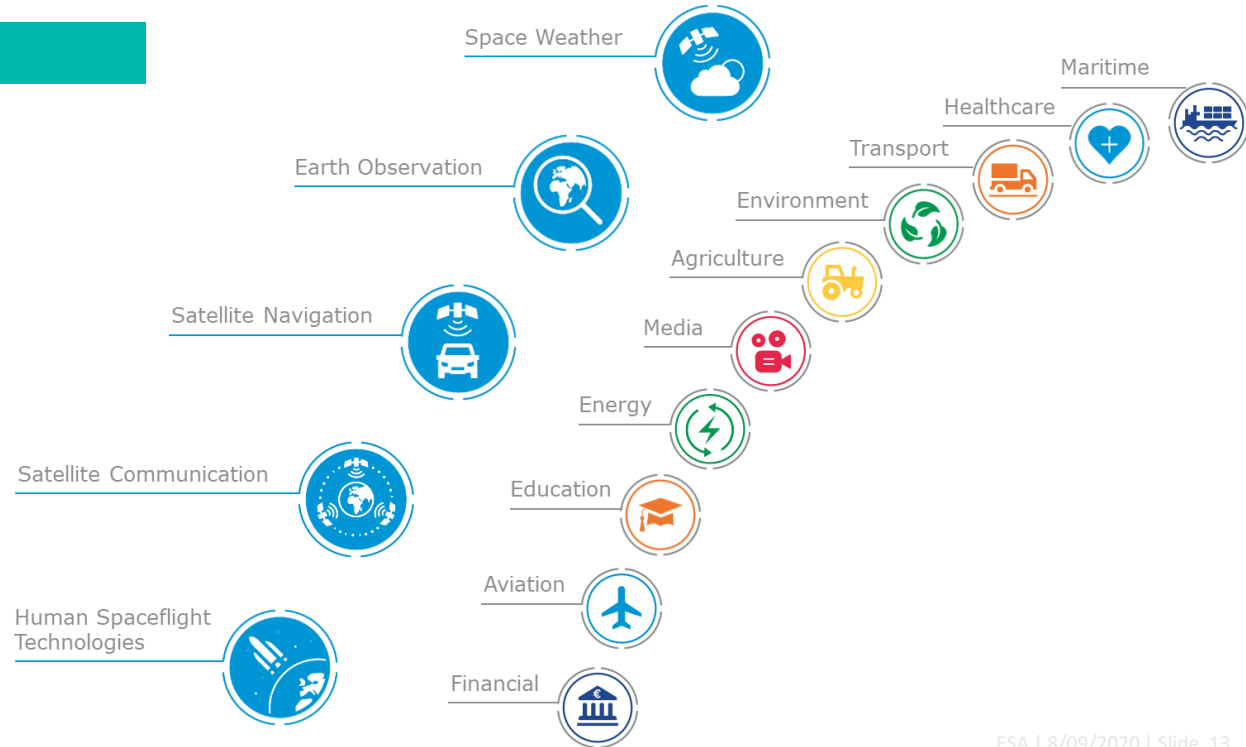 Space Weather
Earth Observation
Satellite Navigation
Satellite Communication
Human Spaceflight
Technologies
Maritime
Healthcare
Transport
Environment
Agriculture
Media
Energy
Education
Aviation
Financial
€
ESA | 8/09/2020 | Slide 13